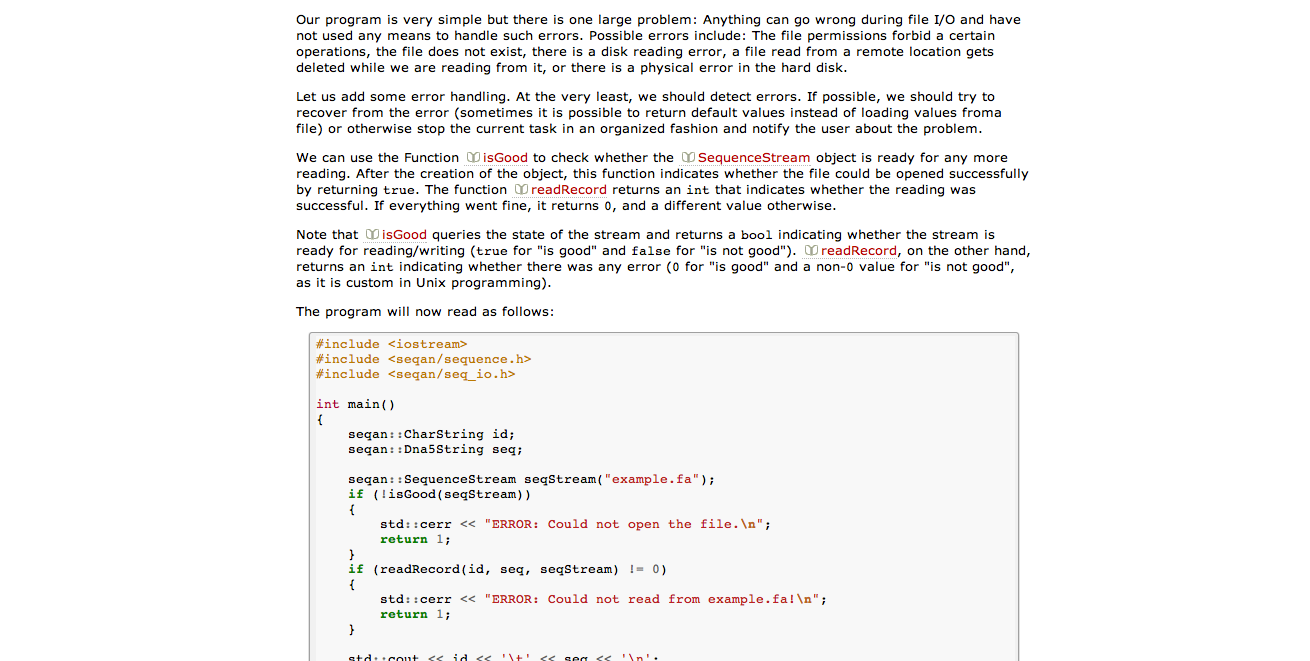 Our program is very simple but there is one large problem: Anything can go wrong during file I/O and have
not used any means to handle such errors. Possible errors include: The file permissions forbid a certain
operations, the file does not exist, there is a disk reading error, a file read from a remote location gets
deleted while we are reading from it, or there is a physical error in the hard disk.
Let us add some error handling. At the very least, we should detect errors. If possible, we should try to
recover from the error (sometimes it is possible to return default values instead of loading values froma
file) or otherwise stop the current task in an organized fashion and notify the user about the problem.
We can use the Function isGood to check whether the SequenceStream object is ready for any more
reading. After the creation of the object, this function indicates whether the file could be opened successfully
by returning true. The function readRecord returns an int that indicates whether the reading was
successful. If everything went fine, it returns 0, and a different value otherwise.
Note that isGood queries the state of the stream and returns a bool indicating whether the stream is
ready for reading/writing (true for "is good" and false for "is not good"). readRecord, on the other hand,
returns an int indicating whether there was any error (0 for "is good" and a non-0 value for "is not good",
as it is custom in Unix programming).
The program will now read as follows:
#include <iostream>
#include <seqan/sequence.h>
#include <seqan/seq_io.h>
int main()
{
seqan::CharString id;
seqan::Dna5String seq;
seqan::SequenceStream seqStream("example.fa");
if (!isGood(seqStream))
{
std::cerr << "ERROR: Could not open the file.\n";
return 1;
}
if (readRecord(id, seq, seqStream) != 0)
{
std::cerr << "ERROR: Could not read from example.fa!\n";
return 1;
}
std::cout << id << '\t' << seq << '\n';